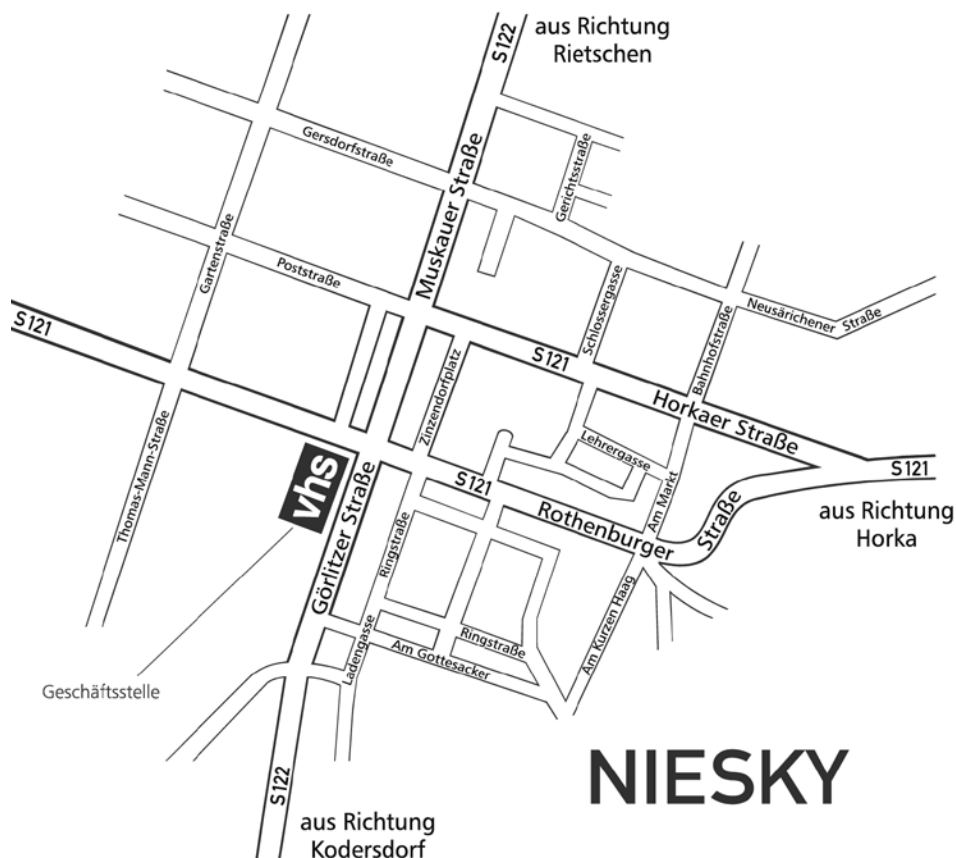 S122
aus Richtung
Rietschen
Gersdorfstraße
Muskauer Straße
Gerichtsstraße
Gartenstraße
Poststraße
Schlossergasse
Bahnhofstraße
Neusärichener Straße
S121
S121
Zinzendorfplatz
Horkaer Straße
Thomas-Mann-Straße
vhs
Lehrergasse
S121
S121
Am Markt
Rothenburger Straße
aus Richtung
Horka
Görlitzer Straße
Ringstraße
Ladengasse
Ringstraße
Am Gottesacker
Am Kurzen Haag
Geschäftsstelle
NIESKY
S122
aus Richtung
Kodersdorf